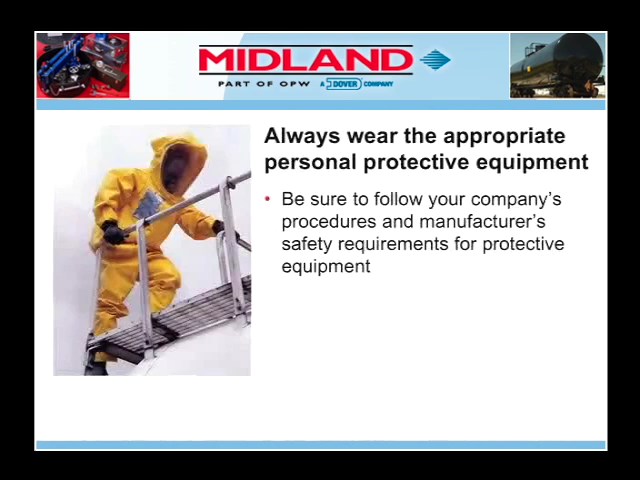 MIDLAND
PART OF OPW A DOVER COMPANY
Always wear the appropriate
personal protective equipment
• Be sure to follow your company's
procedures and manufacturer's
safety requirements for protective
equipment